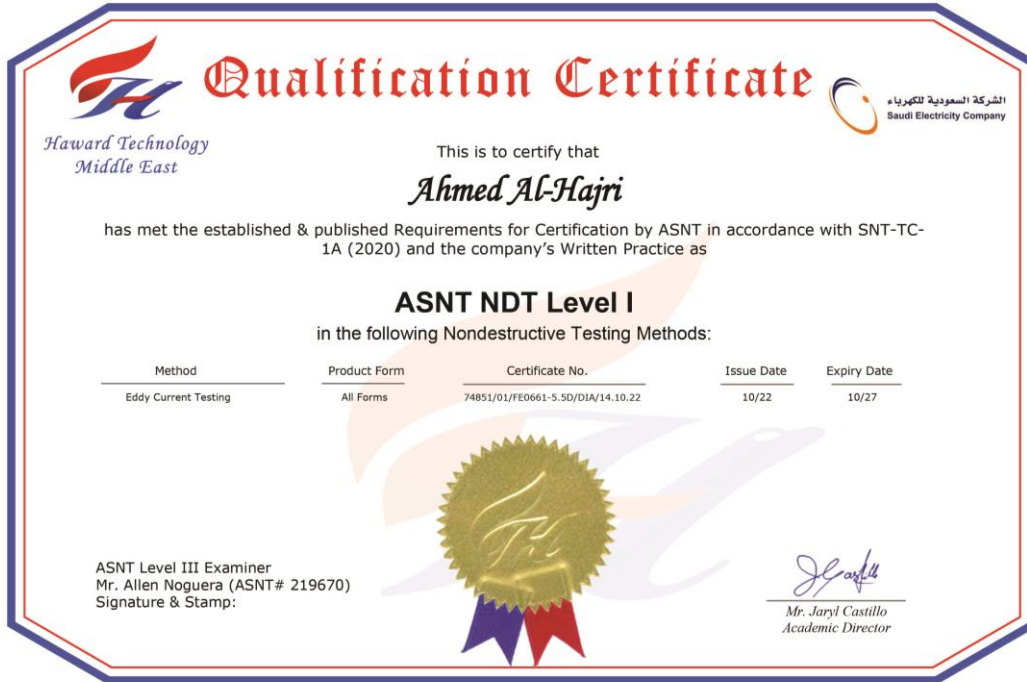 Qualification Certificate
Haward Technology
Middle East
الشركة السعودية للكهرباء
Saudi Electricity Company
This is to certify that
Ahmed Al-Hajri
has met the established & published Requirements for Certification by ASNT in accordance with SNT-TC-
1A (2020) and the company's Written Practice as
ASNT NDT Level I
in the following Nondestructive Testing Methods:
Method Product Form Certificate No. Issue Date Expiry Date
Eddy Current Testing All Forms 74851/01/FE0661-5.5D/DIA/14.10.22 10/22 10/27
ASNT Level III Examiner
Mr. Allen Noguera (ASNT# 219670)
Signature & Stamp:
Mr. Jaryl Castillo
Academic Director